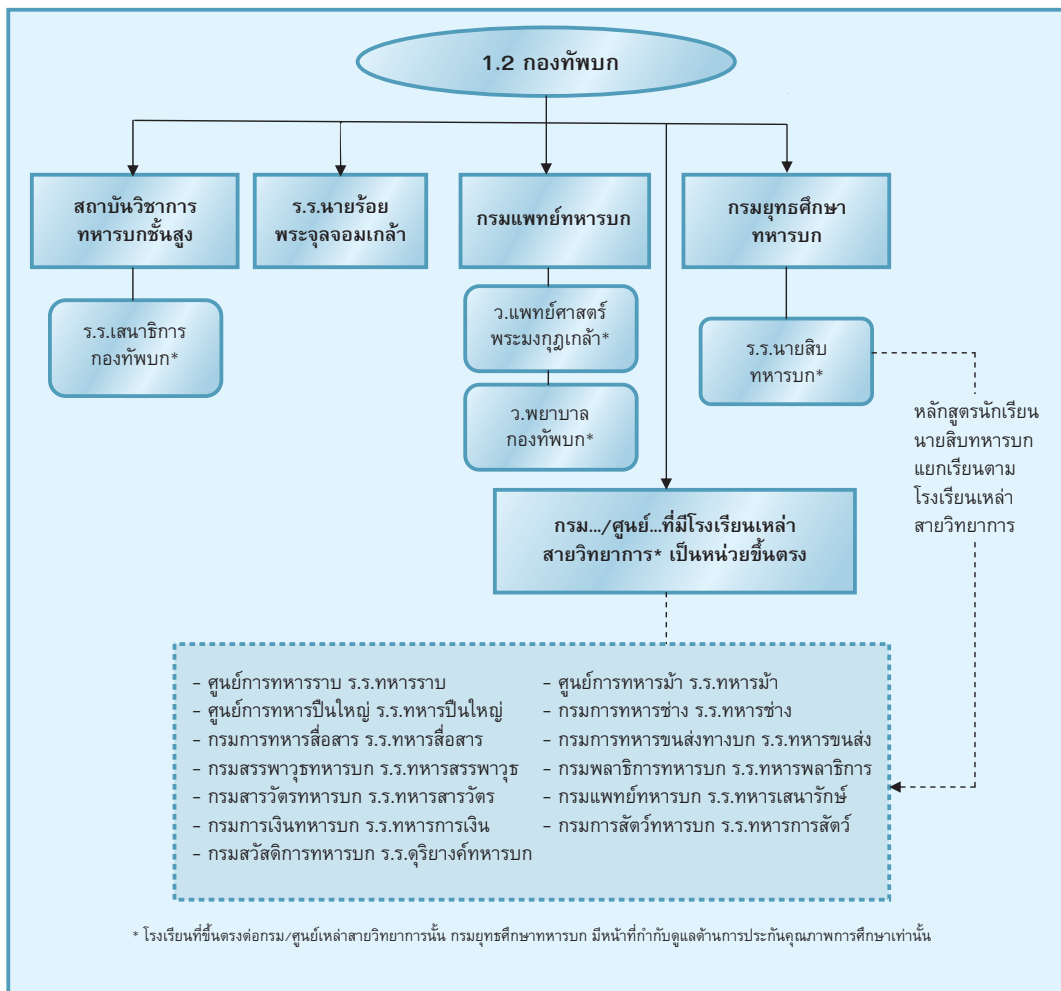 1.2 กองทัพบก
สถาบันวิชาการ
ทหารบกชั้นสูง
ร.ร.นายร้อย
พระจุลจอมเกล้า
กรมแพทย์ทหารบก
กรมยุทธศึกษา
ทหารบก
ร.ร.เสนาธิการ
กองทัพบก*
ว.แพทย์ศาสตร์
พระมงกุฎเกล้า*
ว.พยาบาล
กองทัพบก*
ร.ร.นายสิบ
ทหารบก*
หลักสูตรนักเรียน
นายสิบทหารบก
แยกเรียนตาม
โรงเรียนเหล่า
สายวิทยาการ
กรม.../ศูนย์...ที่มีโรงเรียนเหล่า
สายวิทยาการ* เป็นหน่วยขึ้นตรง
– ศูนย์การทหารราบ ร.ร.ทหารราบ
– ศูนย์การทหารปืนใหญ่ ร.ร.ทหารปืนใหญ่
– กรมการทหารสื่อสาร ร.ร.ทหารสื่อสาร
– กรมสรรพาวุธทหารบก ร.ร.ทหารสรรพาวุธ
– กรมสารวัตรทหารบก ร.ร.ทหารสารวัตร
– กรมการเงินทหารบก ร.ร.ทหารการเงิน
– กรมสวัสดิการทหารบก ร.ร.ดุริยางค์ทหารบก
– ศูนย์การทหารม้า ร.ร.ทหารม้า
– กรมการทหารช่าง ร.ร.ทหารช่าง
– กรมการทหารขนส่งทางบก ร.ร.ทหารขนส่ง
– กรมพลาธิการทหารบก ร.ร.ทหารพลาธิการ
– กรมแพทย์ทหารบก ร.ร.ทหารเสนารักษ์
– กรมการสัตว์ทหารบก ร.ร.ทหารการสัตว์
* โรงเรียนที่ขึ้นตรงต่อกรม/ศูนย์เหล่าสายวิทยาการนั้น กรมยุทธศึกษาทหารบก มีหน้าที่กำกับดูแลด้านการประกันคุณภาพการศึกษาเท่านั้น